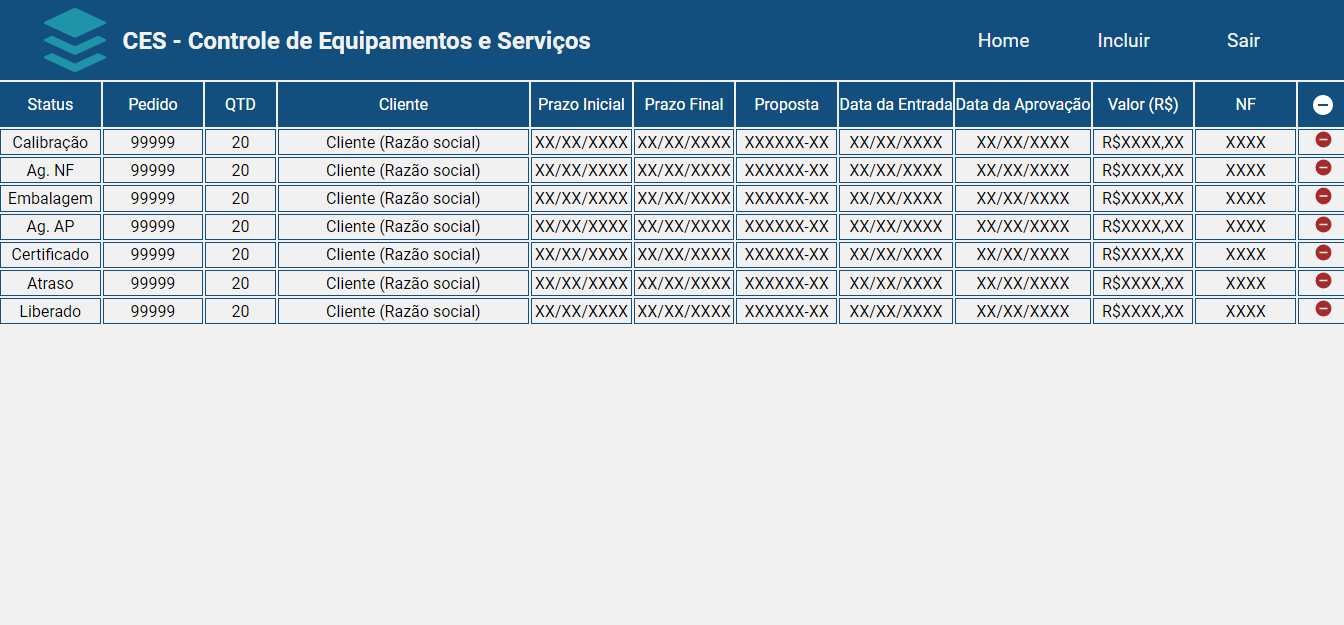 CES - Controle de Equipamentos e Serviços Home Incluir Sair
Status Pedido QTD Cliente Prazo Inicial Prazo Final Proposta Data da Entrada Data da Aprovação Valor (R$) NF
Calibração 99999 20 Cliente (Razão social) XX/XX/XXXX XX/XX/XXXX XXXXXX-XX XX/XX/XXXX XX/XX/XXXX R$XXXX,XX XXXX
Ag. NF 99999 20 Cliente (Razão social) XX/XX/XXXX XX/XX/XXXX XXXXXX-XX XX/XX/XXXX XX/XX/XXXX R$XXXX,XX XXXX
Embalagem 99999 20 Cliente (Razão social) XX/XX/XXXX XX/XX/XXXX XXXXXX-XX XX/XX/XXXX XX/XX/XXXX R$XXXX,XX XXXX
Ag. AP 99999 20 Cliente (Razão social) XX/XX/XXXX XX/XX/XXXX XXXXXX-XX XX/XX/XXXX XX/XX/XXXX R$XXXX,XX XXXX
Certificado 99999 20 Cliente (Razão social) XX/XX/XXXX XX/XX/XXXX XXXXXX-XX XX/XX/XXXX XX/XX/XXXX R$XXXX,XX XXXX
Atraso 99999 20 Cliente (Razão social) XX/XX/XXXX XX/XX/XXXX XXXXXX-XX XX/XX/XXXX XX/XX/XXXX R$XXXX,XX XXXX
Liberado 99999 20 Cliente (Razão social) XX/XX/XXXX XX/XX/XXXX XXXXXX-XX XX/XX/XXXX XX/XX/XXXX R$XXXX,XX XXXX